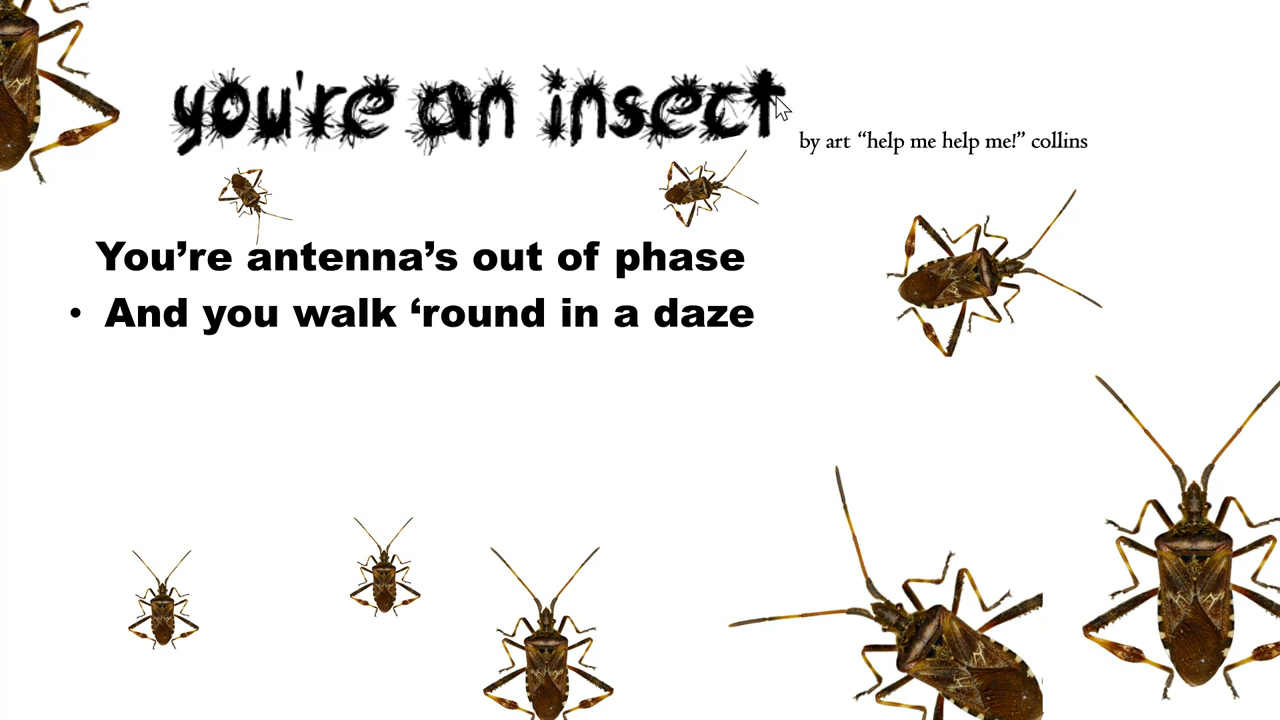 you're an insect
by art “help me help me!” collins
You’re antenna’s out of phase
• And you walk ‘round in a daze